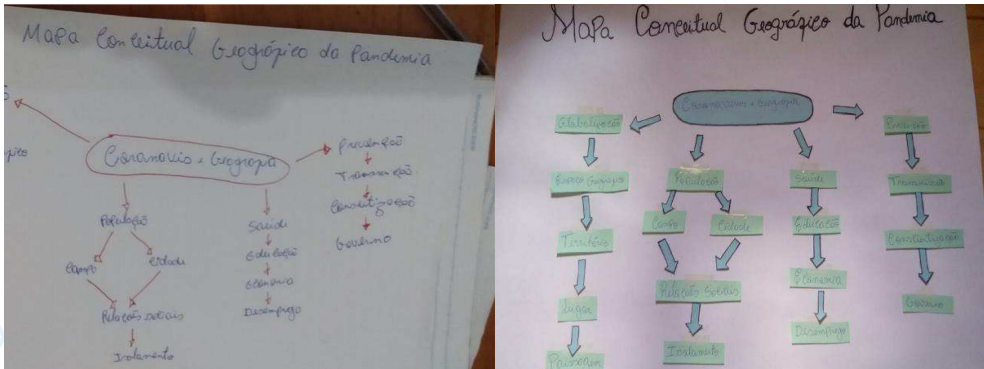 Mapa Conceitual Geográfico da Pandemia
Coronavírus e Geografia
Prevenção
Transmissão
Governo
População
Saúde
Campo
Cidade
Educação
Economia
Relações sociais
Desemprego
Isolamento
Mapa Conceitual Geográfico da Pandemia
Coronavírus e Geografia
Globalização
Prevenção
Espaço Geográfico
População
Saúde
Transmissão
Território
Campo
Cidade
Educação
Conscientização
Relações Sociais
Economia
Lugar
Governo
Paisagem
Isolamento
Desemprego